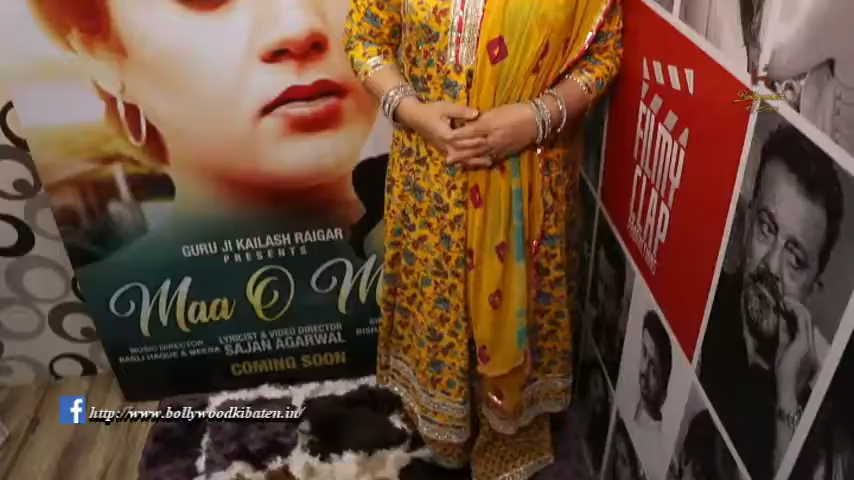 GURU JI KAILASH RAIGAR
PRESENTS
Maa O M
MUSIC DIRECTOR
LYRICIST & VIDEO DIRECTOR
SAJAN AGARWAL
COMING SOON
FILMY
CLAP
http://www.bollywoodkibaten.in/